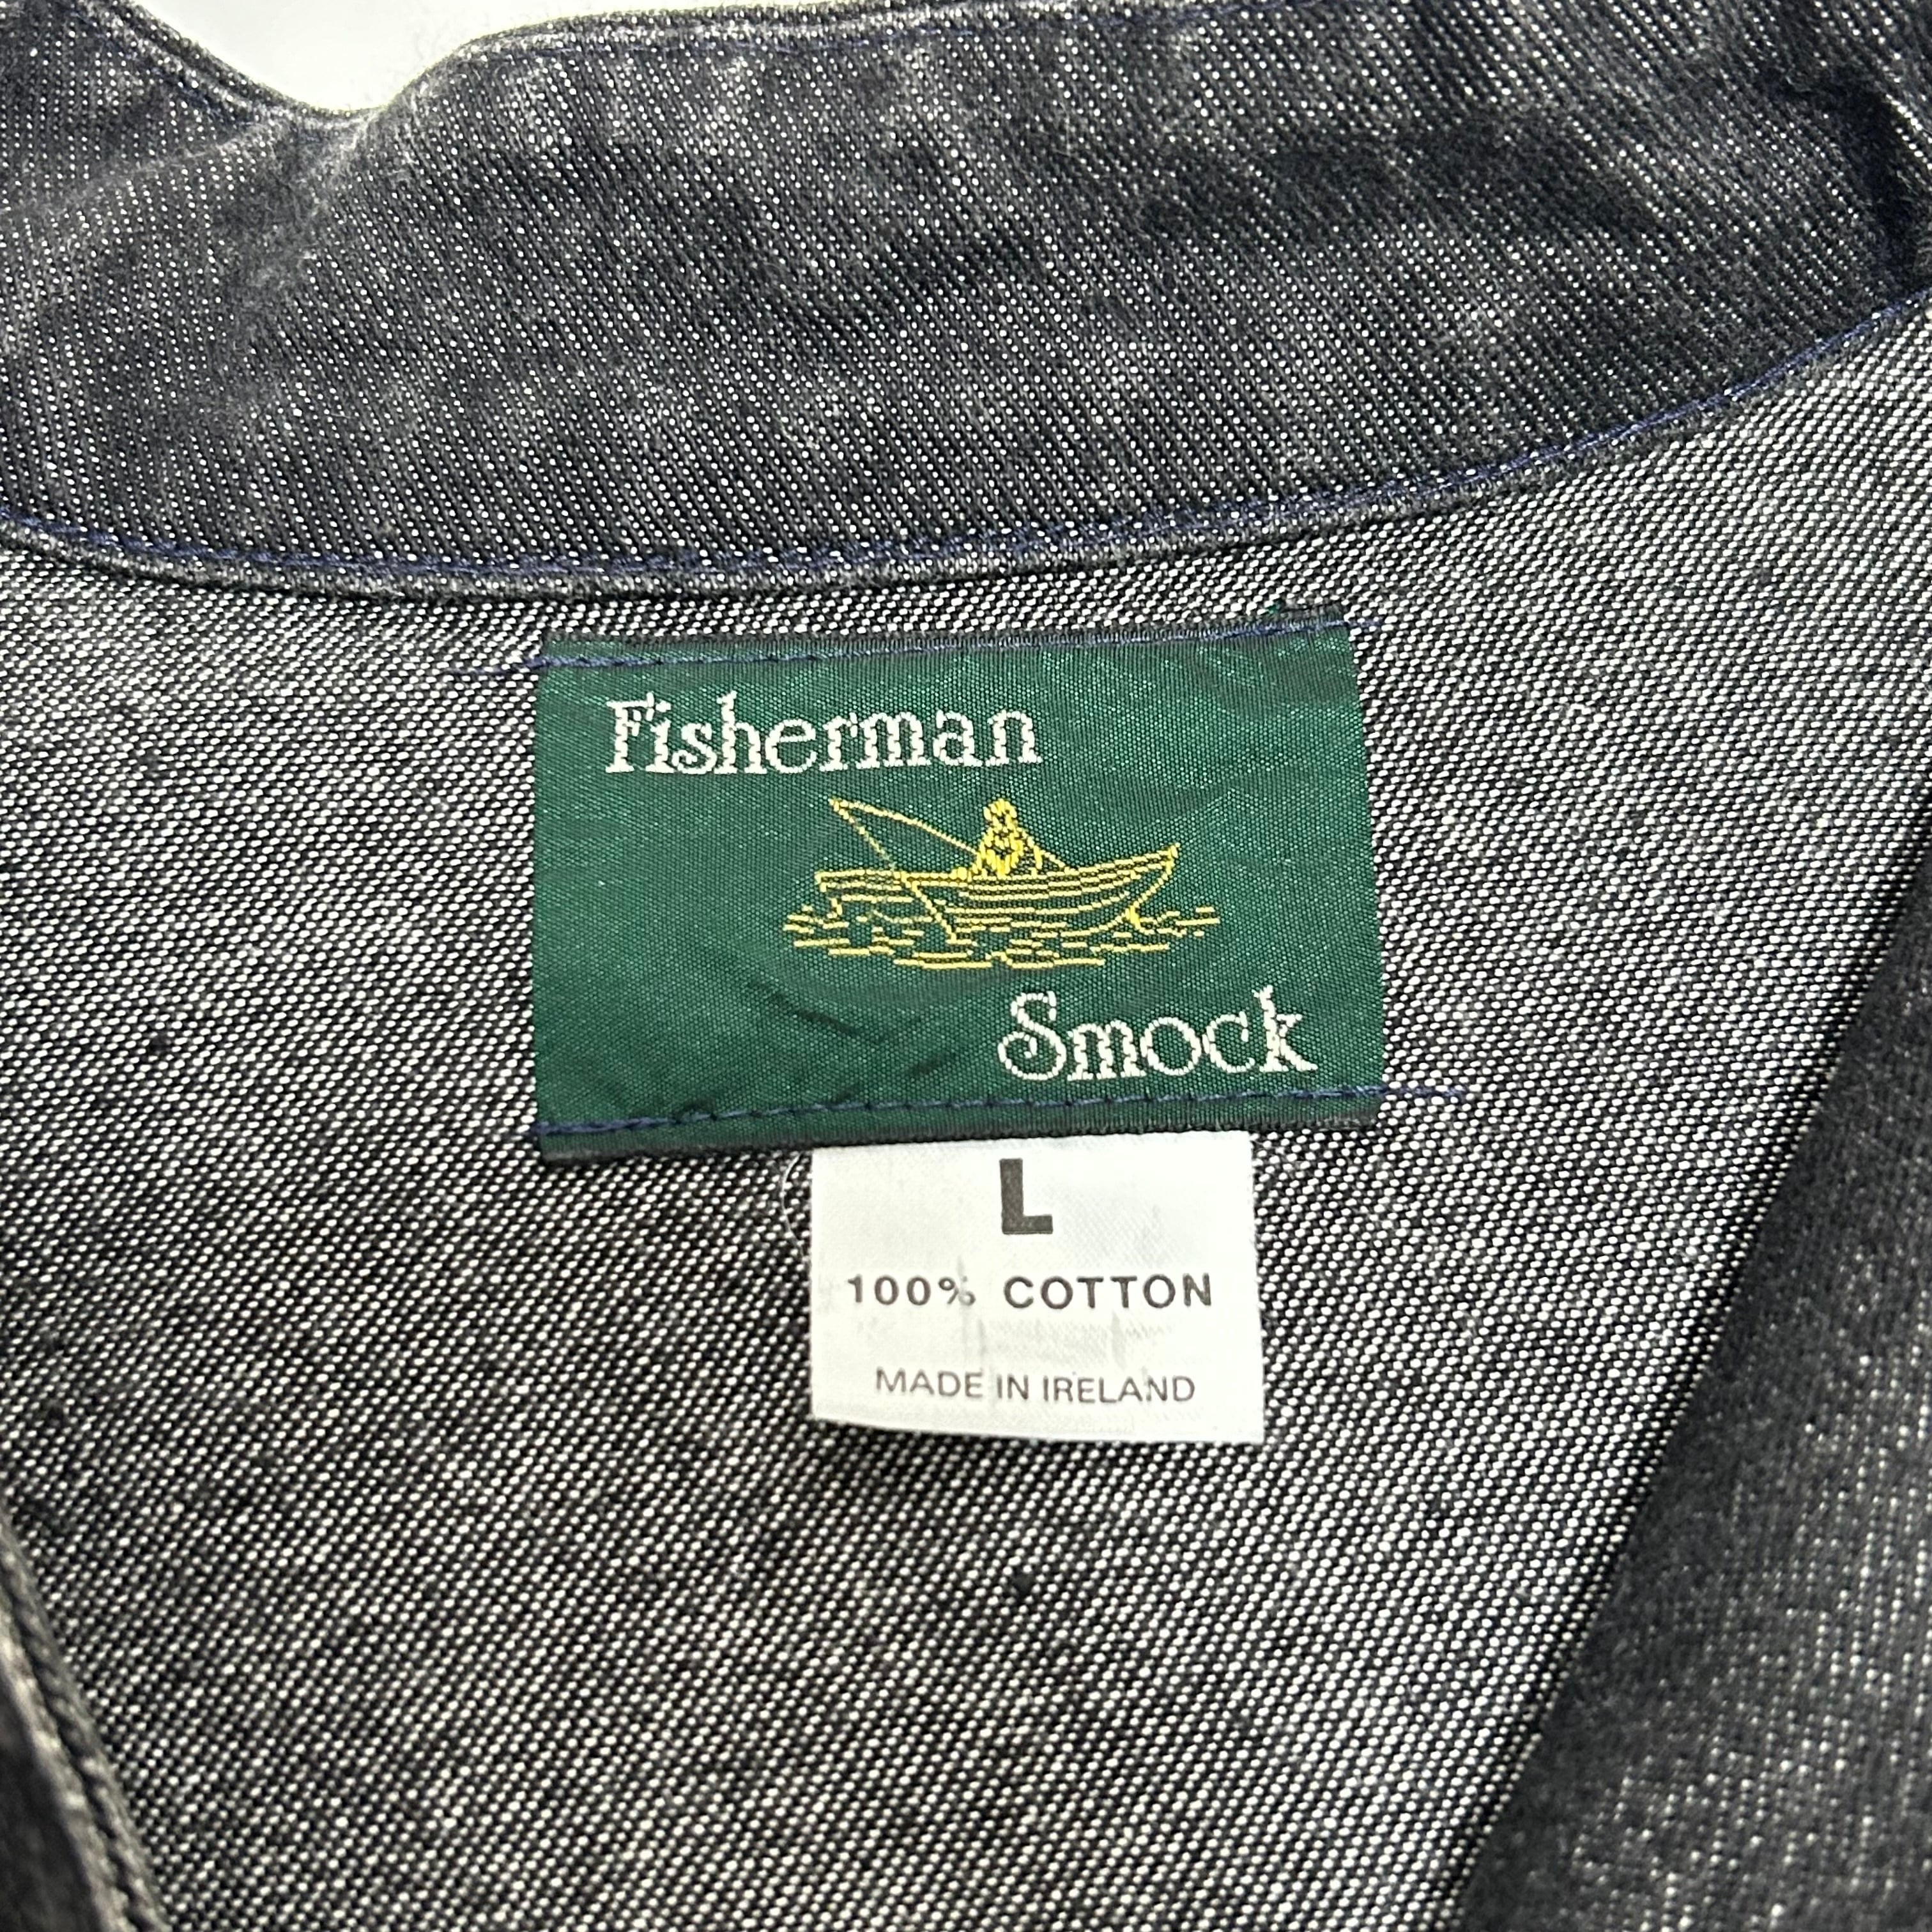 Fisherman
Smock
L
100% COTTON
MADE IN IRELAND